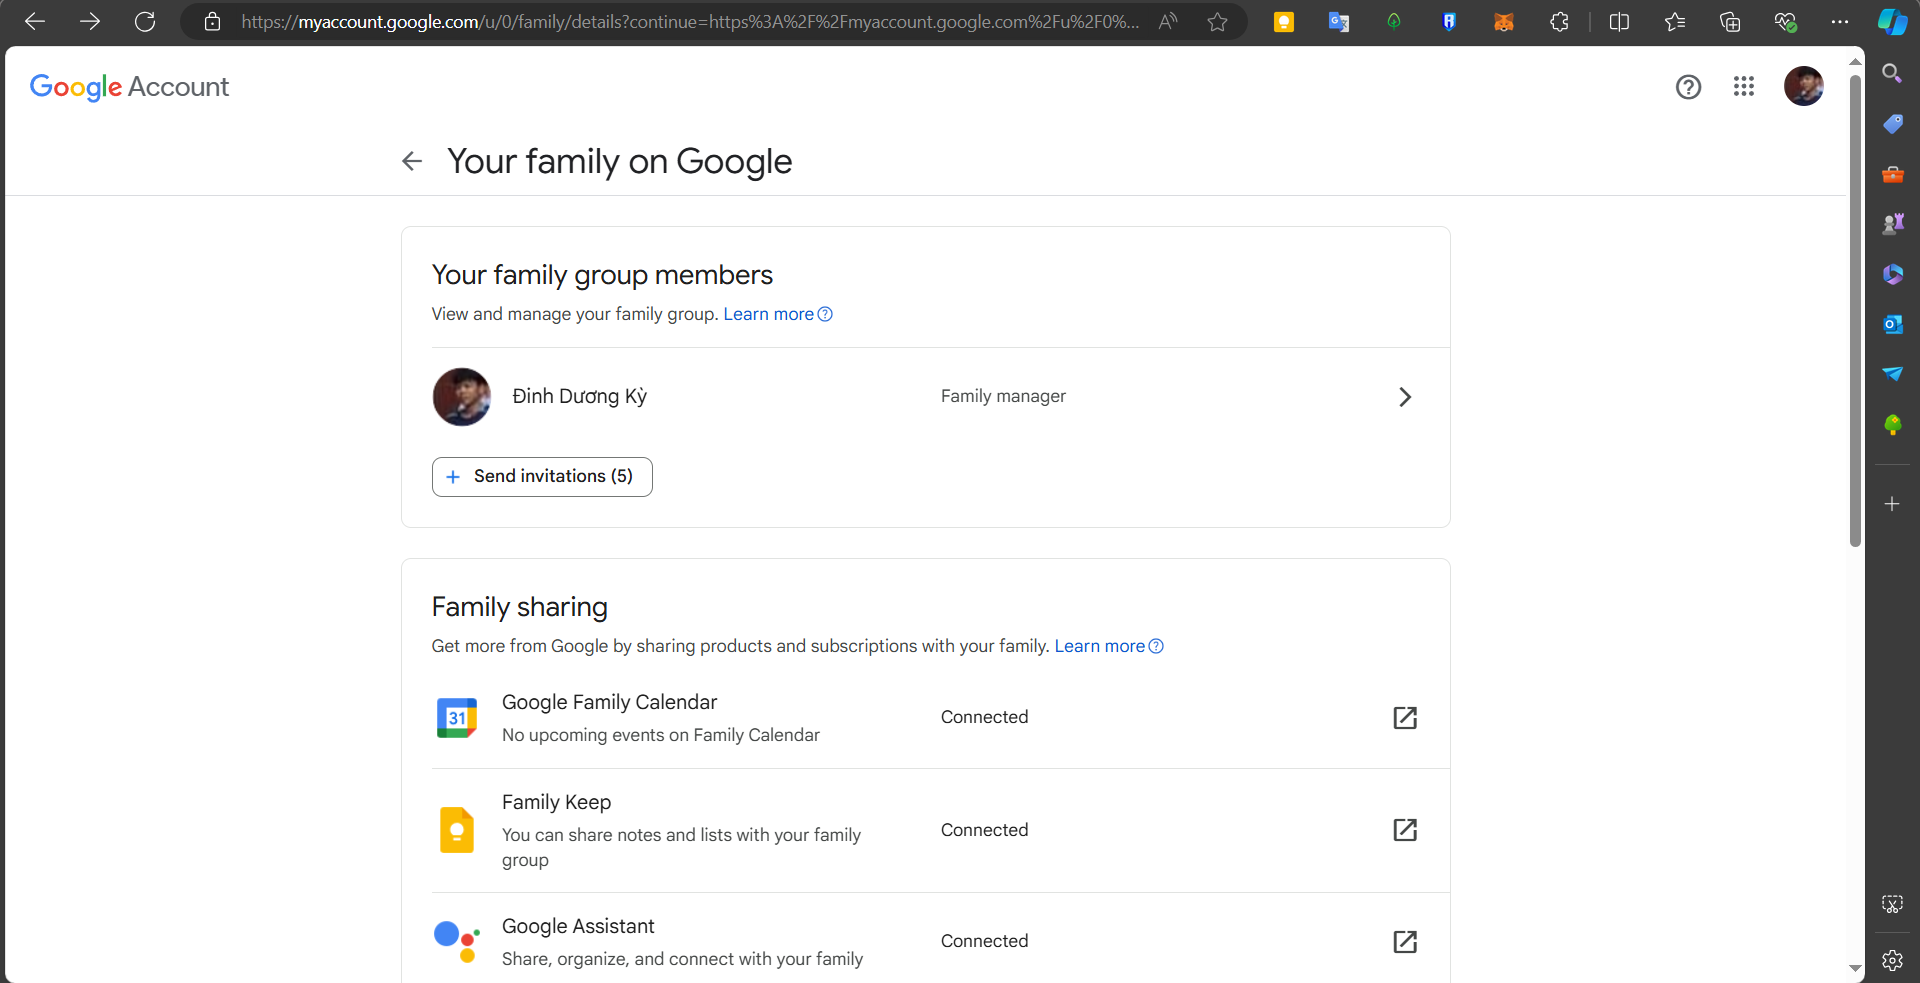 https://myaccount.google.com/u/0/family/details?continue=https%3A%2F%2Fmyaccount.google.com%2Fu%2F0%...
Google Account
Your family on Google
Your family group members
View and manage your family group. Learn more
Đinh Dương Kỳ
Family manager
+ Send invitations (5)
Family sharing
Get more from Google by sharing products and subscriptions with your family. Learn more
31
Google Family Calendar
No upcoming events on Family Calendar
Connected
Family Keep
You can share notes and lists with your family
group
Connected
Google Assistant
Share, organize, and connect with your family
Connected